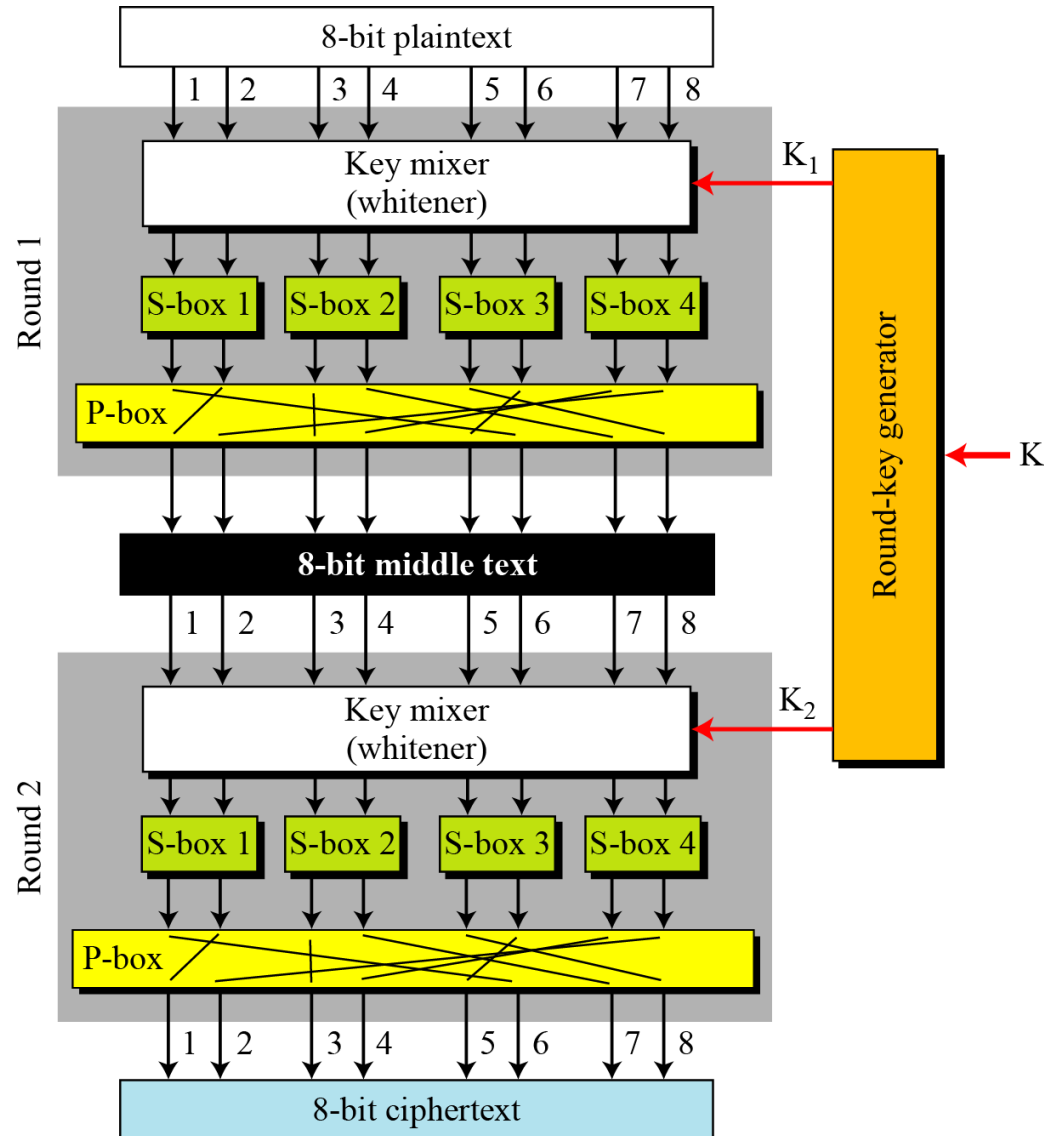 8-bit plaintext
1 2 3 4 5 6 7 8
Round 1
Key mixer
(whitener)
K1
S-box 1 S-box 2 S-box 3 S-box 4
P-box
Round-key generator
K
8-bit middle text
1 2 3 4 5 6 7 8
Round 2
Key mixer
(whitener)
K2
S-box 1 S-box 2 S-box 3 S-box 4
P-box
1 2 3 4 5 6 7 8
8-bit ciphertext